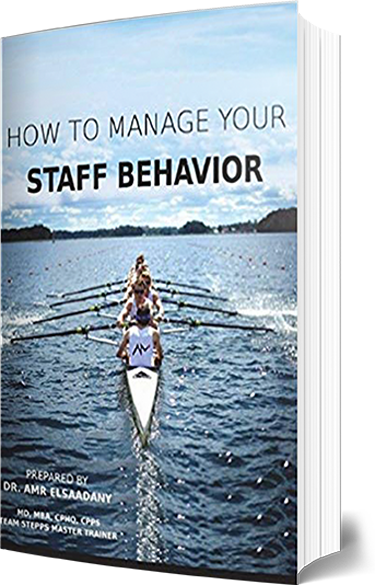 HOW TO MANAGE YOUR
STAFF BEHAVIOR
PREPARED BY
DR. AMR ELSAADANY
MD, MBA, CPHQ, CPPS
TEAM STEPPS MASTER TRAINER